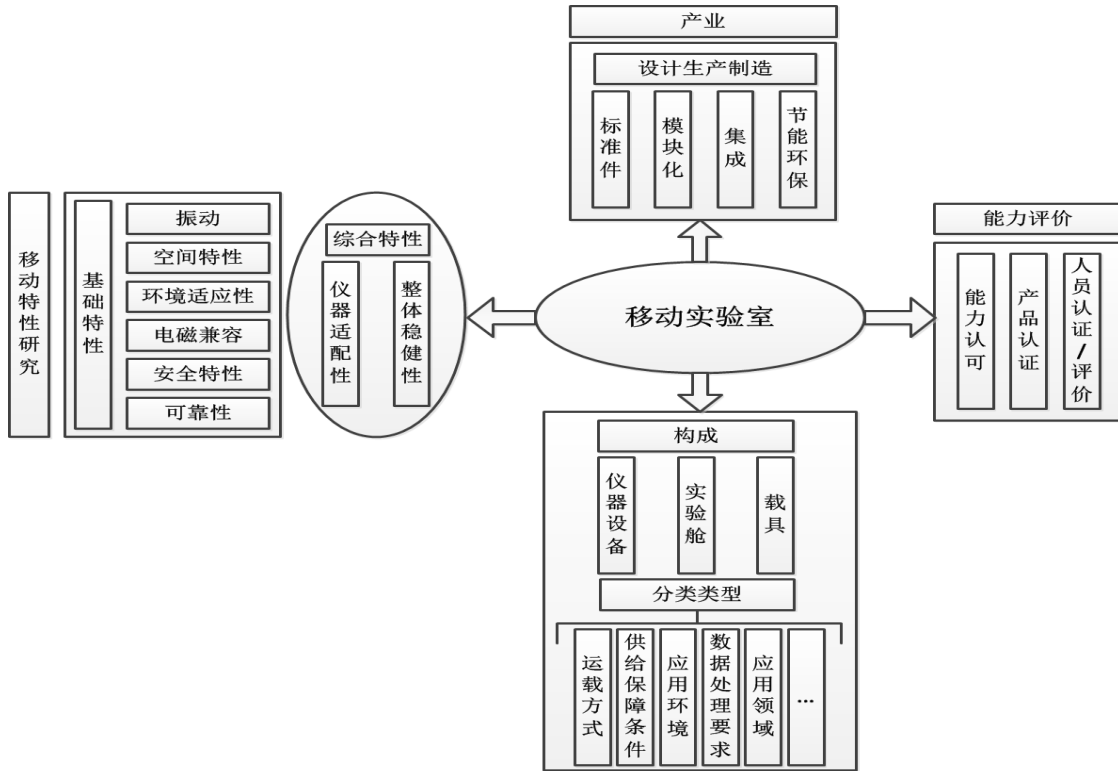 产业
设计生产制造
标准件
模块化
集成
节能环保
移动特性研究
基础特性
振动
空间特性
环境适应性
电磁兼容
安全特性
可靠性
综合特性
仪器适配性
整体稳健性
移动实验室
能力评价
能力认可
产品认证
人员认证/评价
构成
仪器设备
实验舱
载具
分类类型
运载方式
供给保障条件
应用环境
数据处理要求
应用领域
...